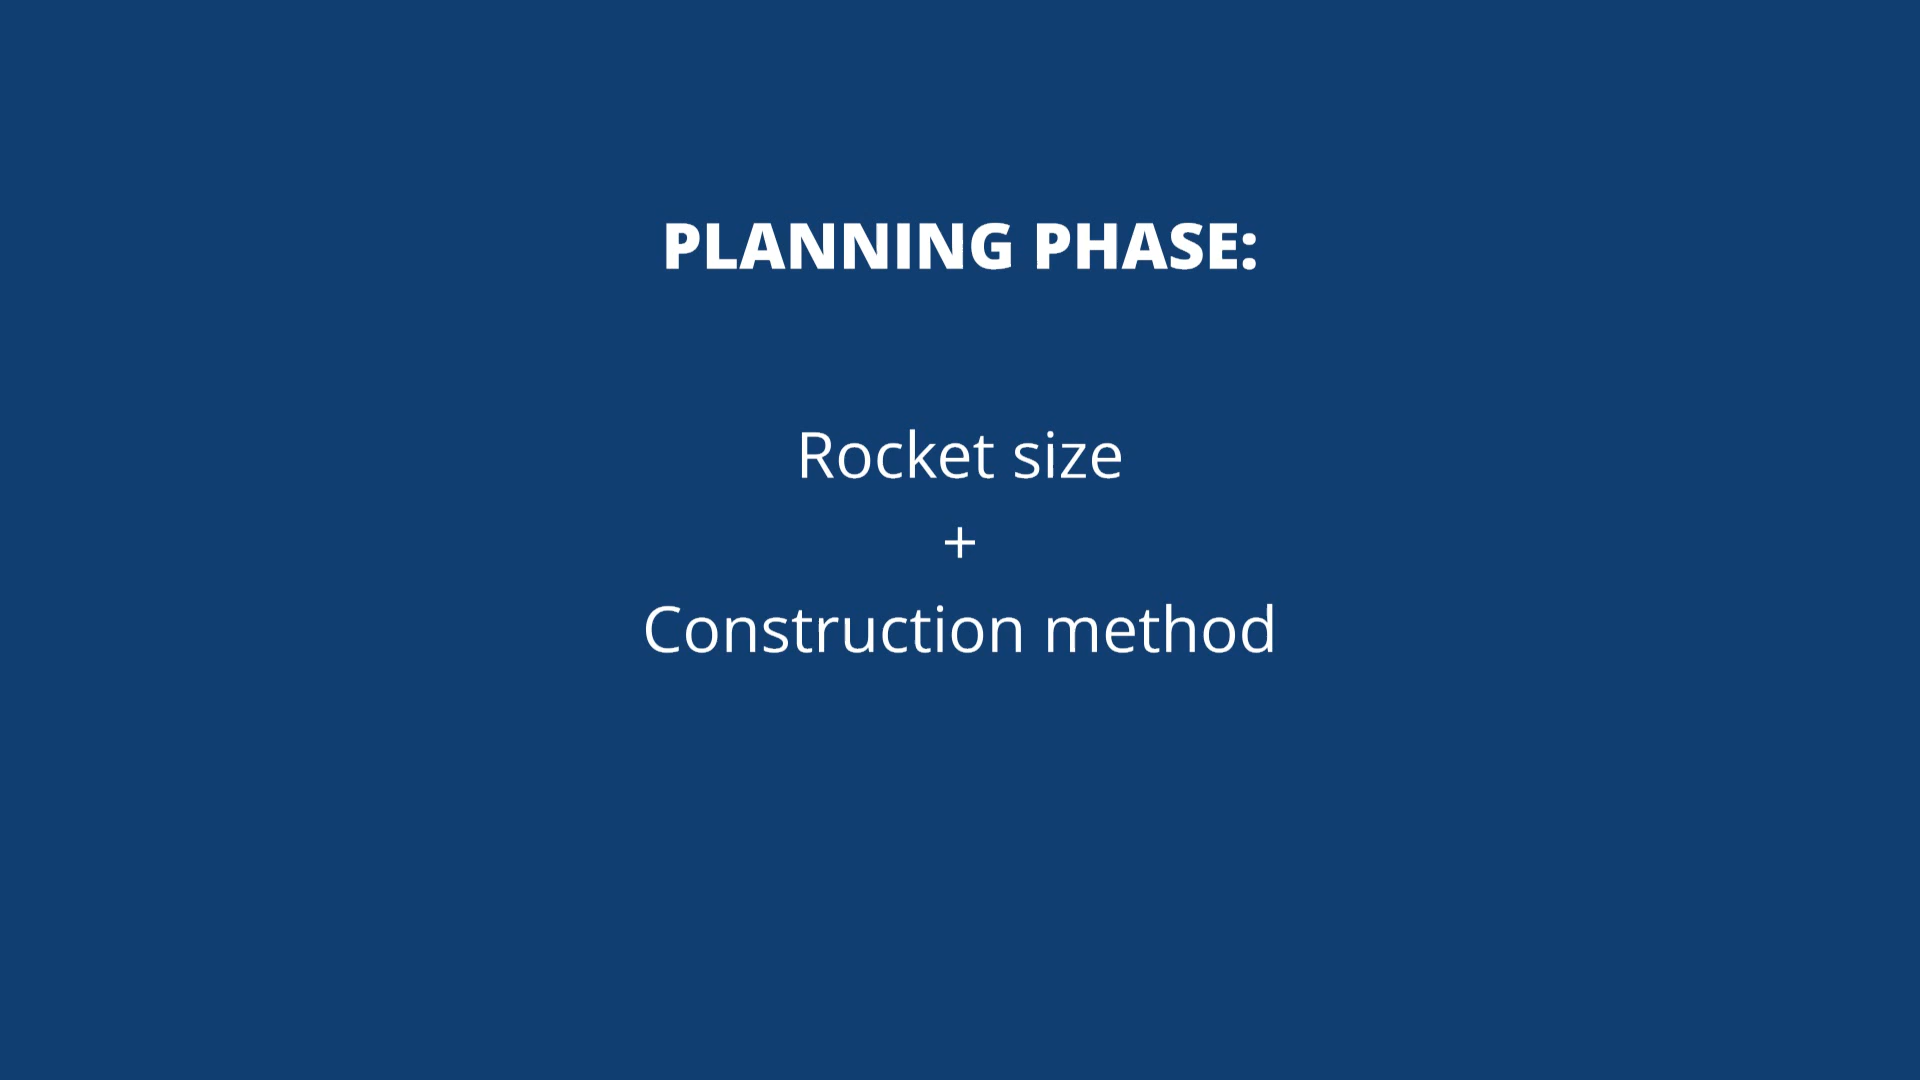 PLANNING PHASE:
Rocket size
+
Construction method